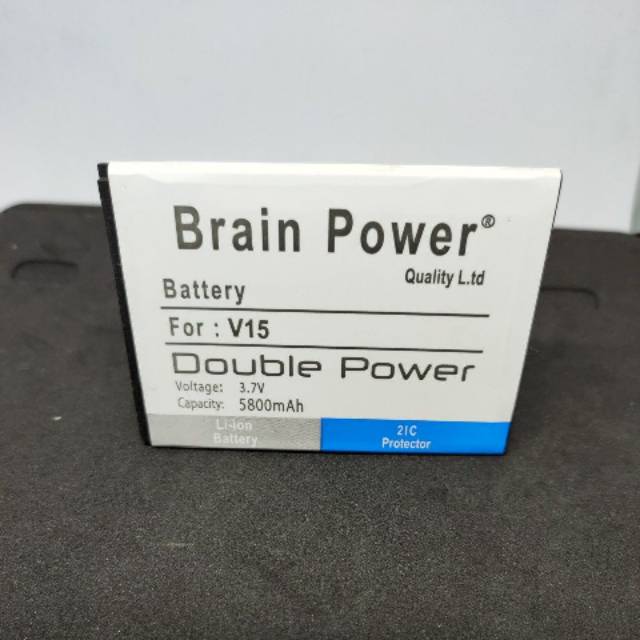 Brain Power®
Quality L.td
Battery
For : V15
Double Power
Voltage: 3.7V
Capacity: 5800mAh
Li-ion
Battery
2IC
Protector